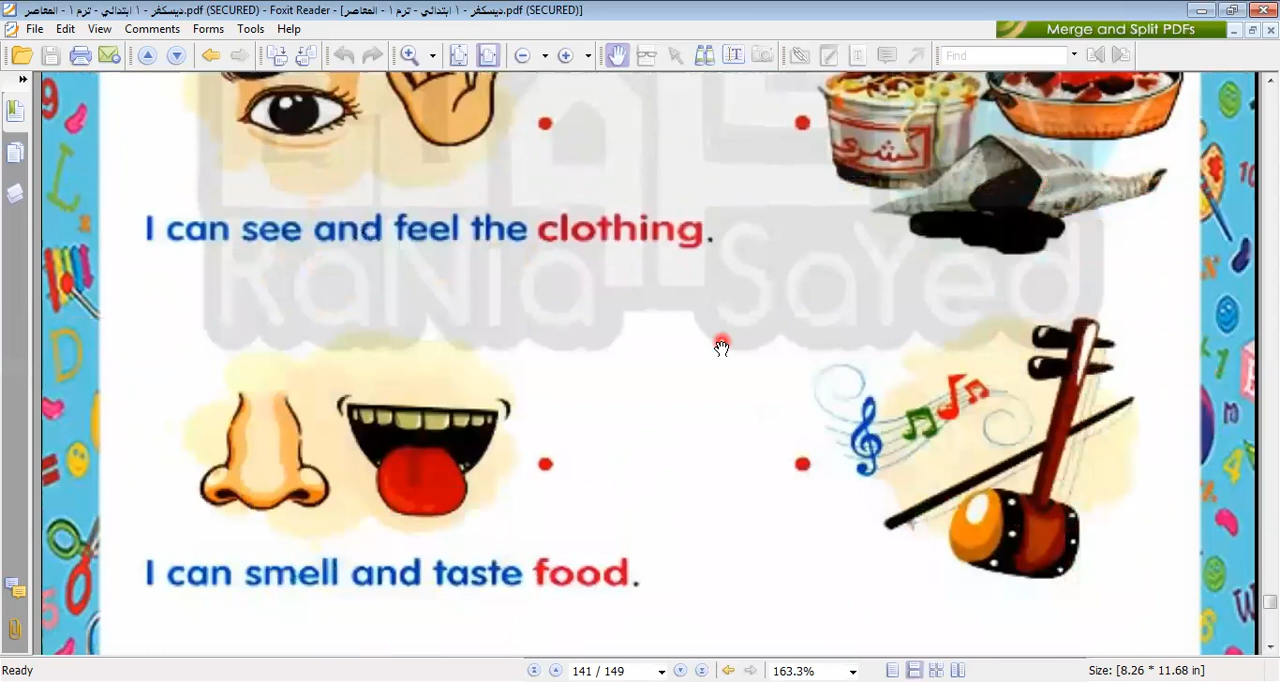 ديسكفر - ١ ابتدائي - ترم ١ - المعاصر.pdf (SECURED) - Foxit Reader - [ديسكفر - ١ ابتدائي - ترم ١ - المعاصر.pdf (SECURED)]
File Edit View Comments Forms Tools Help
Merge and Split PDFs
Find
كشري
I can see and feel the clothing.
RaNia SaYed
I can smell and taste food.
Ready
141 / 149
163.3%
Size: [8.26 * 11.68 in]